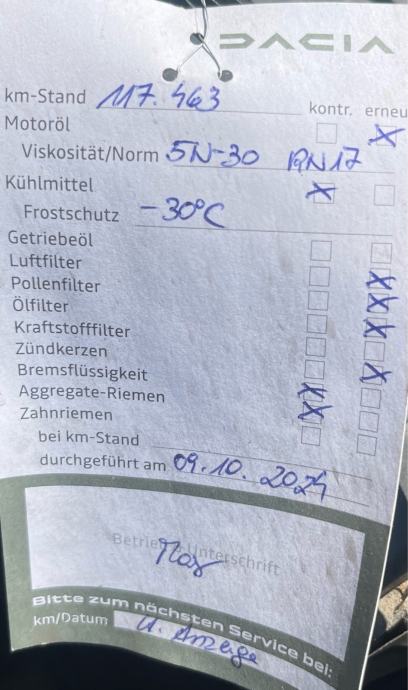 DACIA
km-Stand 117.463
kontr. erneu
Motoröl
Viskosität/Norm 5W-30 RN17
Kühlmittel
Frostschutz -30°C
Getriebeöl
Luftfilter
Pollenfilter
Ölfilter
Kraftstofffilter
Zündkerzen
Bremsflüssigkeit
Aggregate-Riemen
Zahnriemen
bei km-Stand
durchgeführt am 09.10.2024
Unterschrift
Bitte zum nächsten Service bei:
km/Datum u. Anzeige